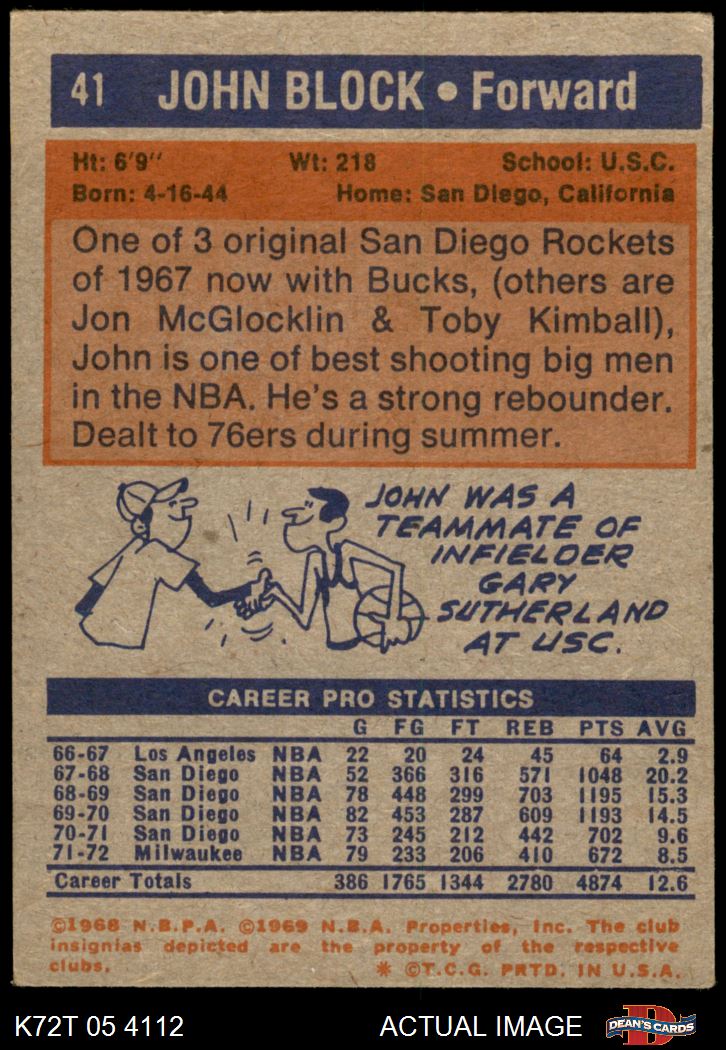 41 JOHN BLOCK • Forward
Ht: 6'9" Wt: 218 School: U.S.C.
Born: 4-16-44 Home: San Diego, California
One of 3 original San Diego Rockets
of 1967 now with Bucks, (others are
Jon McGlocklin & Toby Kimball),
John is one of best shooting big men
in the NBA. He's a strong rebounder.
Dealt to 76ers during summer.
JOHN WAS A
TEAMMATE OF
INFIELDER
GARY
SUTHERLAND
AT USC.
CAREER PRO STATISTICS
G FG FT REB PTS AVG
66-67 Los Angeles NBA 22 20 24 45 64 2.9
67-68 San Diego NBA 52 366 316 571 1048 20.2
68-69 San Diego NBA 78 448 299 703 1195 15.3
69-70 San Diego NBA 82 453 287 609 1193 14.5
70-71 San Diego NBA 73 245 212 442 702 9.6
71-72 Milwaukee NBA 79 233 206 410 672 8.5
Career Totals 386 1765 1344 2780 4874 12.6
©1968 N.B.P.A. ©1969 N.B.A. Properties, Inc. The club
insignias depicted are the property of the respective
clubs. * ©T.C.G. PRTD. IN U.S.A.
K72T 05 4112 ACTUAL IMAGE D DEAN'S CARDS